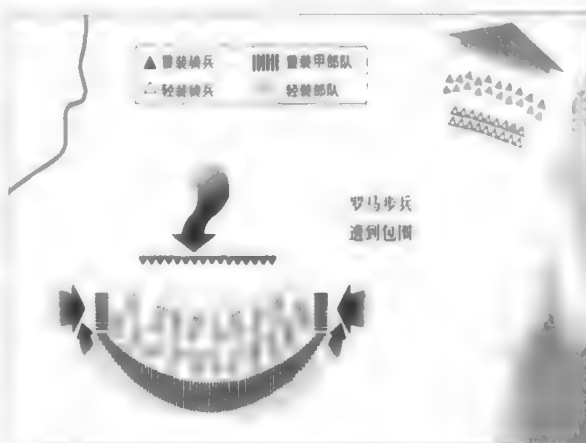 重装骑兵 重装甲部队
轻装骑兵 轻装部队
罗马步兵
遭到包围